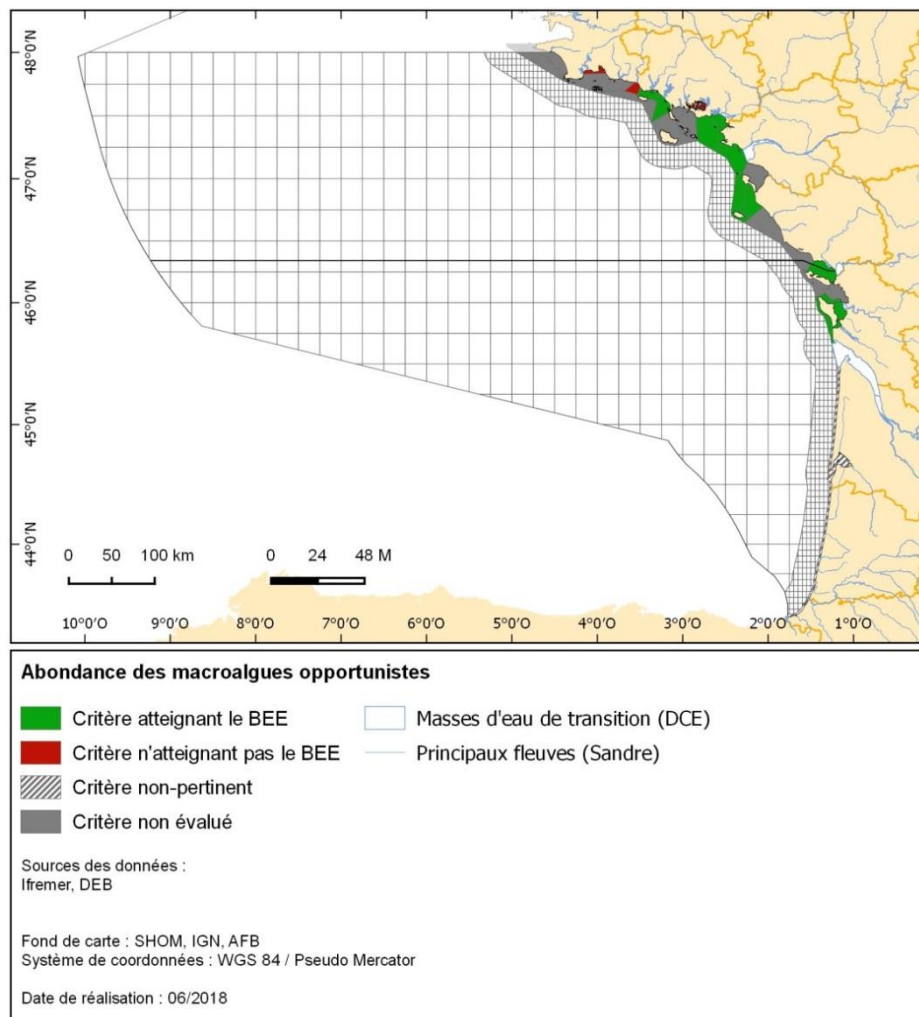 48°0'N
47°0'N
46°0'N
45°0'N
44°0'N
0 50 100 km
0 24 48 M
10°0'O 9°0'O 8°0'O 7°0'O 6°0'O 5°0'O 4°0'O 3°0'O 2°0'O 1°0'O
Abondance des macroalgues opportunistes
Critère atteignant le BEE
Critère n'atteignant pas le BEE
Critère non-pertinent
Critère non évalué
Masses d'eau de transition (DCE)
Principaux fleuves (Sandre)
Sources des données :
Ifremer, DEB
Fond de carte : SHOM, IGN, AFB
Système de coordonnées : WGS 84 / Pseudo Mercator
Date de réalisation : 06/2018